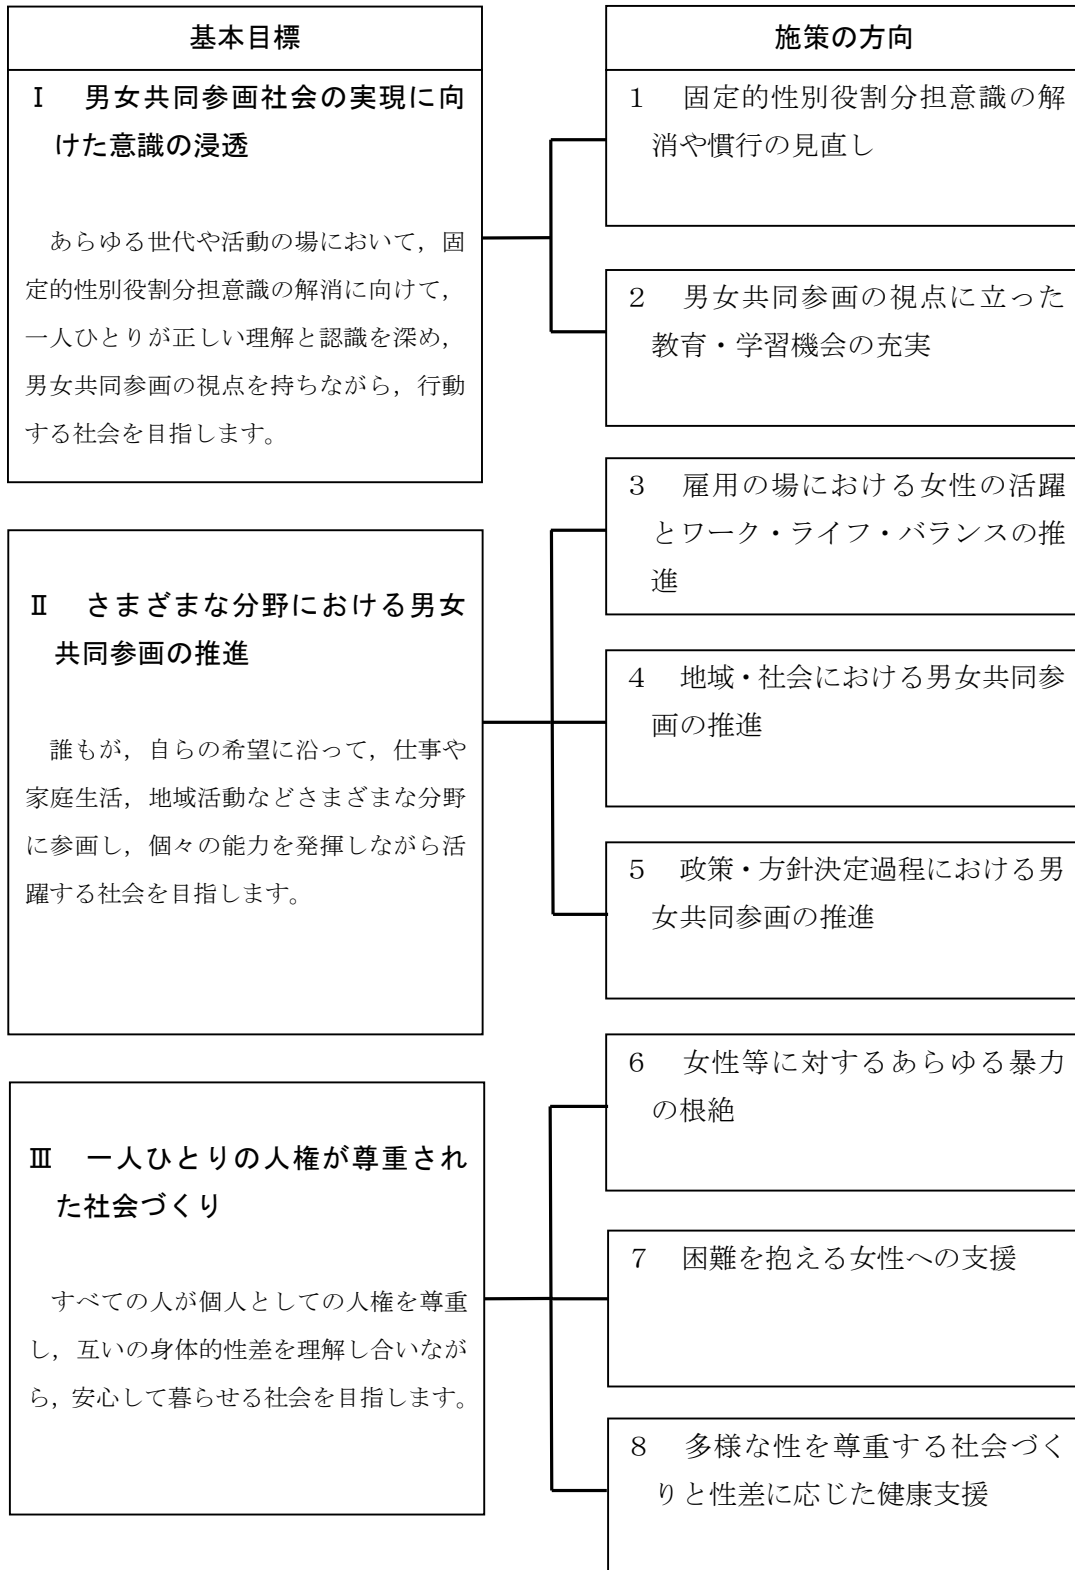 基本目標
Ⅰ　男女共同参画社会の実現に向
けた意識の浸透
あらゆる世代や活動の場において，固
定的性別役割分担意識の解消に向けて，
一人ひとりが正しい理解と認識を深め，
男女共同参画の視点を持ちながら，行動
する社会を目指します。
Ⅱ　さまざまな分野における男女
共同参画の推進
誰もが，自らの希望に沿って，仕事や
家庭生活，地域活動などさまざまな分野
に参画し，個々の能力を発揮しながら活
躍する社会を目指します。
Ⅲ　一人ひとりの人権が尊重され
た社会づくり
すべての人が個人としての人権を尊重
し，互いの身体的性差を理解し合いなが
ら，安心して暮らせる社会を目指します。
施策の方向
１　固定的性別役割分担意識の解
消や慣行の見直し
２　男女共同参画の視点に立った
教育・学習機会の充実
３　雇用の場における女性の活躍
とワーク・ライフ・バランスの推
進
４　地域・社会における男女共同参
画の推進
５　政策・方針決定過程における男
女共同参画の推進
６　女性等に対するあらゆる暴力
の根絶
７　困難を抱える女性への支援
８　多様な性を尊重する社会づく
りと性差に応じた健康支援